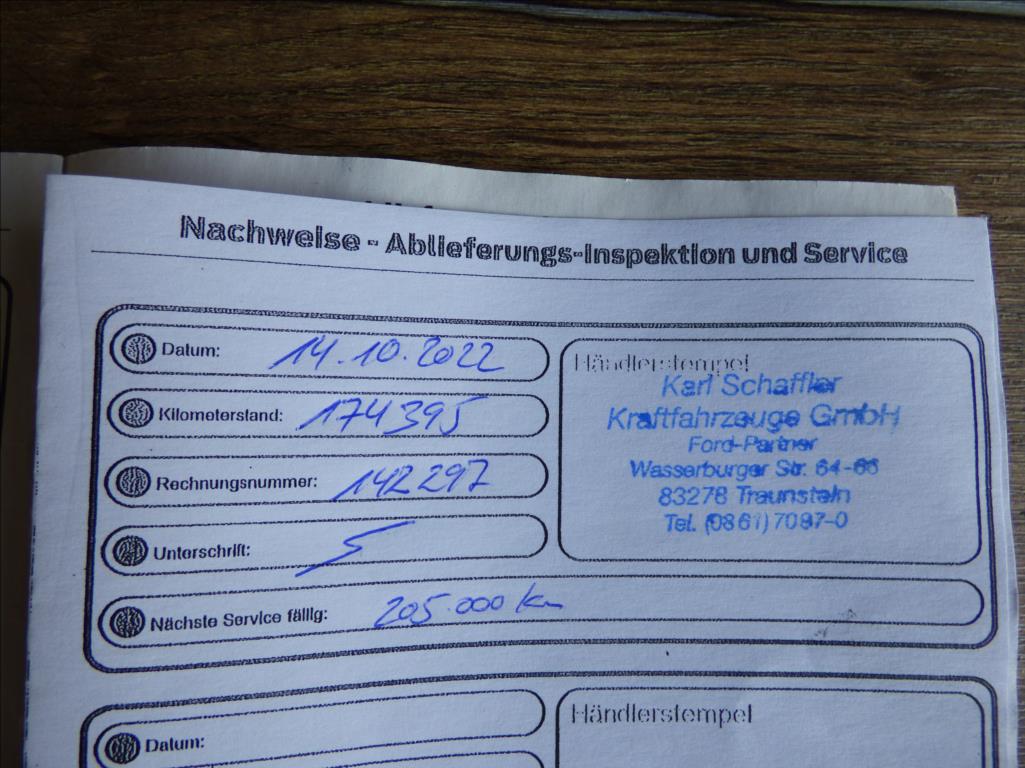 Nachweise - Ablieferungs-Inspektion und Service
Datum: 14.10.2022
Kilometerstand: 174395
Rechnungsnummer: 142297
Unterschrift:
Nächste Service fällig: 205.000 km
Händlerstempel
Karl Schaffler
Kraftfahrzeuge GmbH
Ford-Partner
Wasserburger Str. 64-66
83278 Traunstein
Tel. (0861) 7097-0
Datum:
Händlerstempel